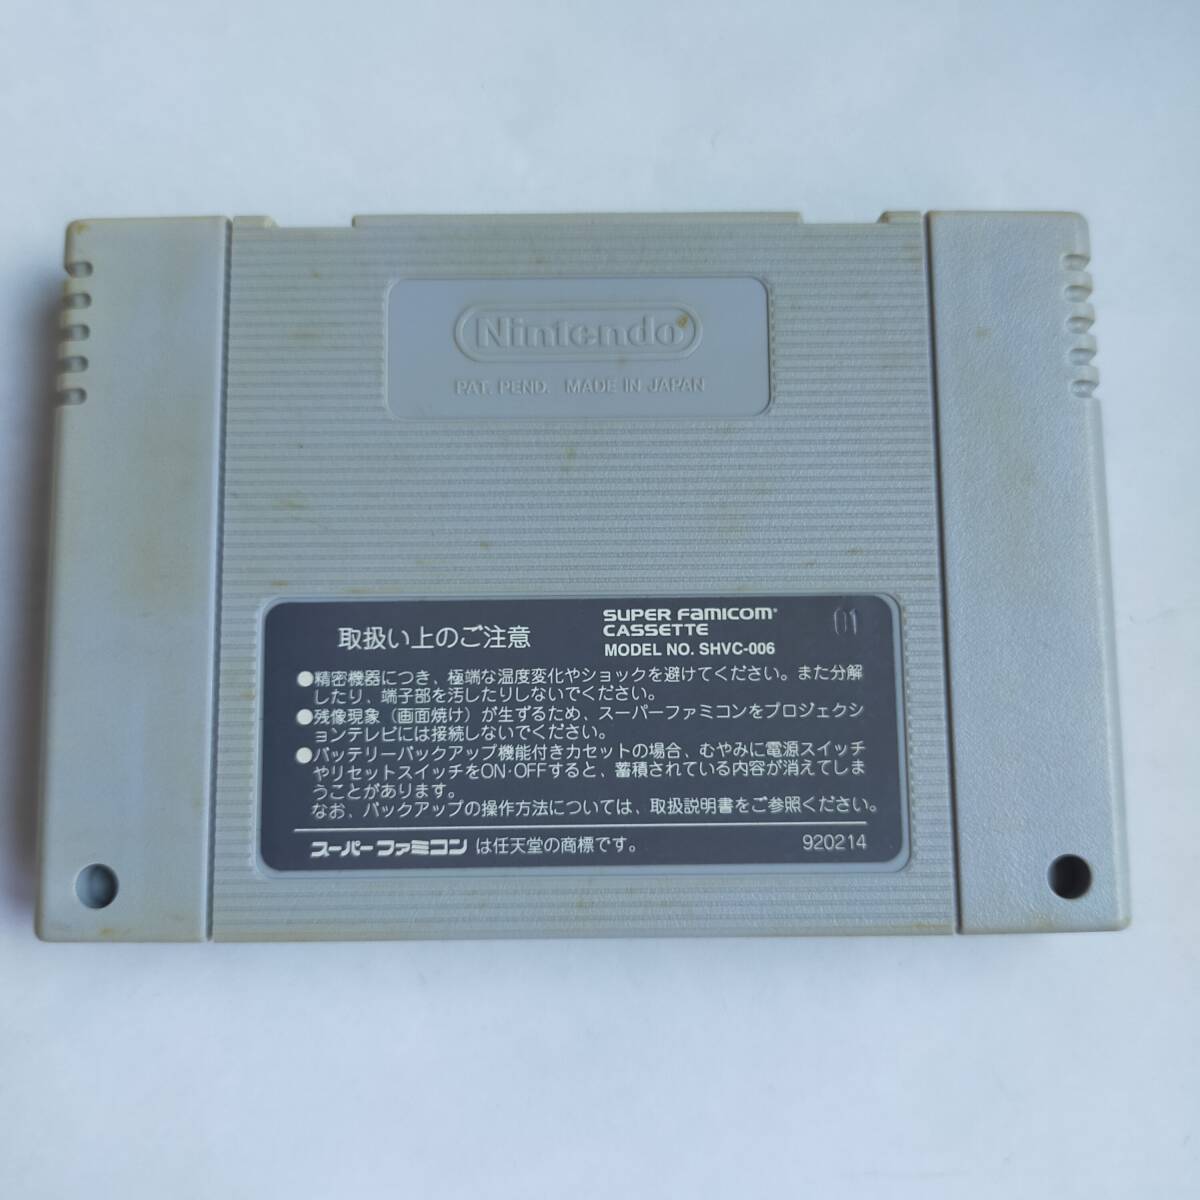 Nintendo
PAT. PEND. MADE IN JAPAN
取扱い上のご注意
SUPER FAMICOM
CASSETTE
MODEL NO. SHVC-006
01
●精密機器につき、極端な温度変化やショックを避けてください。また分解
したり、端子部を汚したりしないでください。
●残像現象（画面焼け）が生ずるため、スーパーファミコンをプロジェクシ
ョンテレビには接続しないでください。
●バッテリーバックアップ機能付きカセットの場合、むやみに電源スイッチ
やリセットスイッチをON・OFFすると、蓄積されている内容が消えてしま
うことがあります。
なお、バックアップの操作方法については、取扱説明書をご参照ください。
スーパーファミコン は任天堂の商標です。
920214